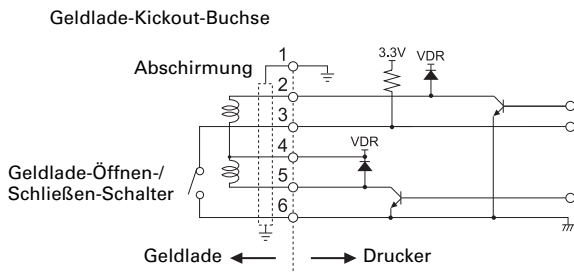 Geldlade-Kickout-Buchse
Abschirmung
1
2
3
4
5
6
3.3V
VDR
VDR
Geldlade-Öffnen-/
Schließen-Schalter
Geldlade
Drucker